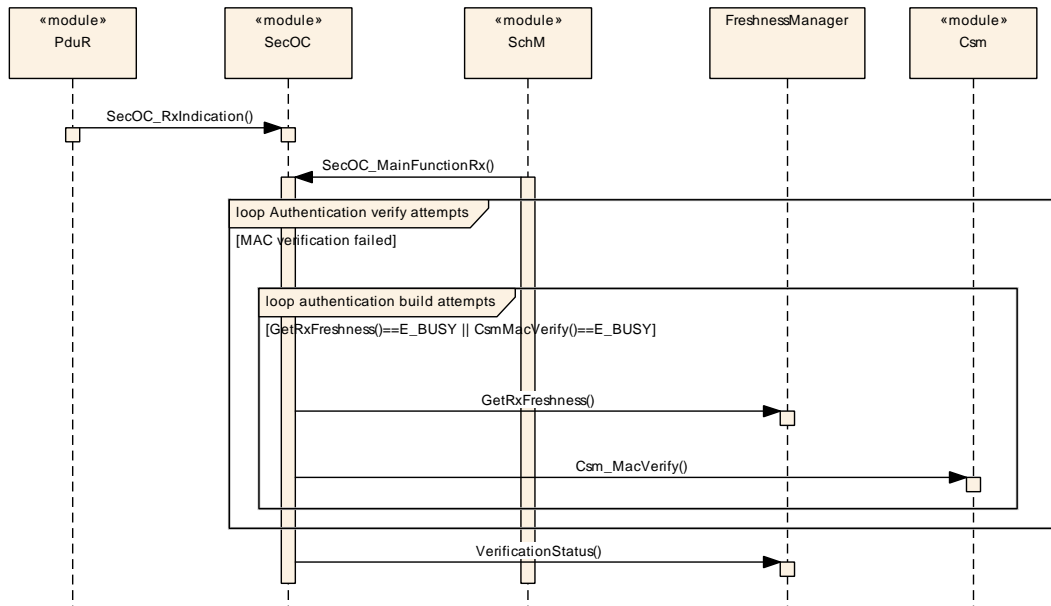 «module»
PduR
«module»
SecOC
«module»
SchM
FreshnessManager
«module»
Csm
SecOC_RxIndication()
SecOC_MainFunctionRx()
loop Authentication verify attempts
[MAC verification failed]
loop authentication build attempts
[GetRxFreshness()==E_BUSY || CsmMacVerify()==E_BUSY]
GetRxFreshness()
Csm_MacVerify()
VerificationStatus()